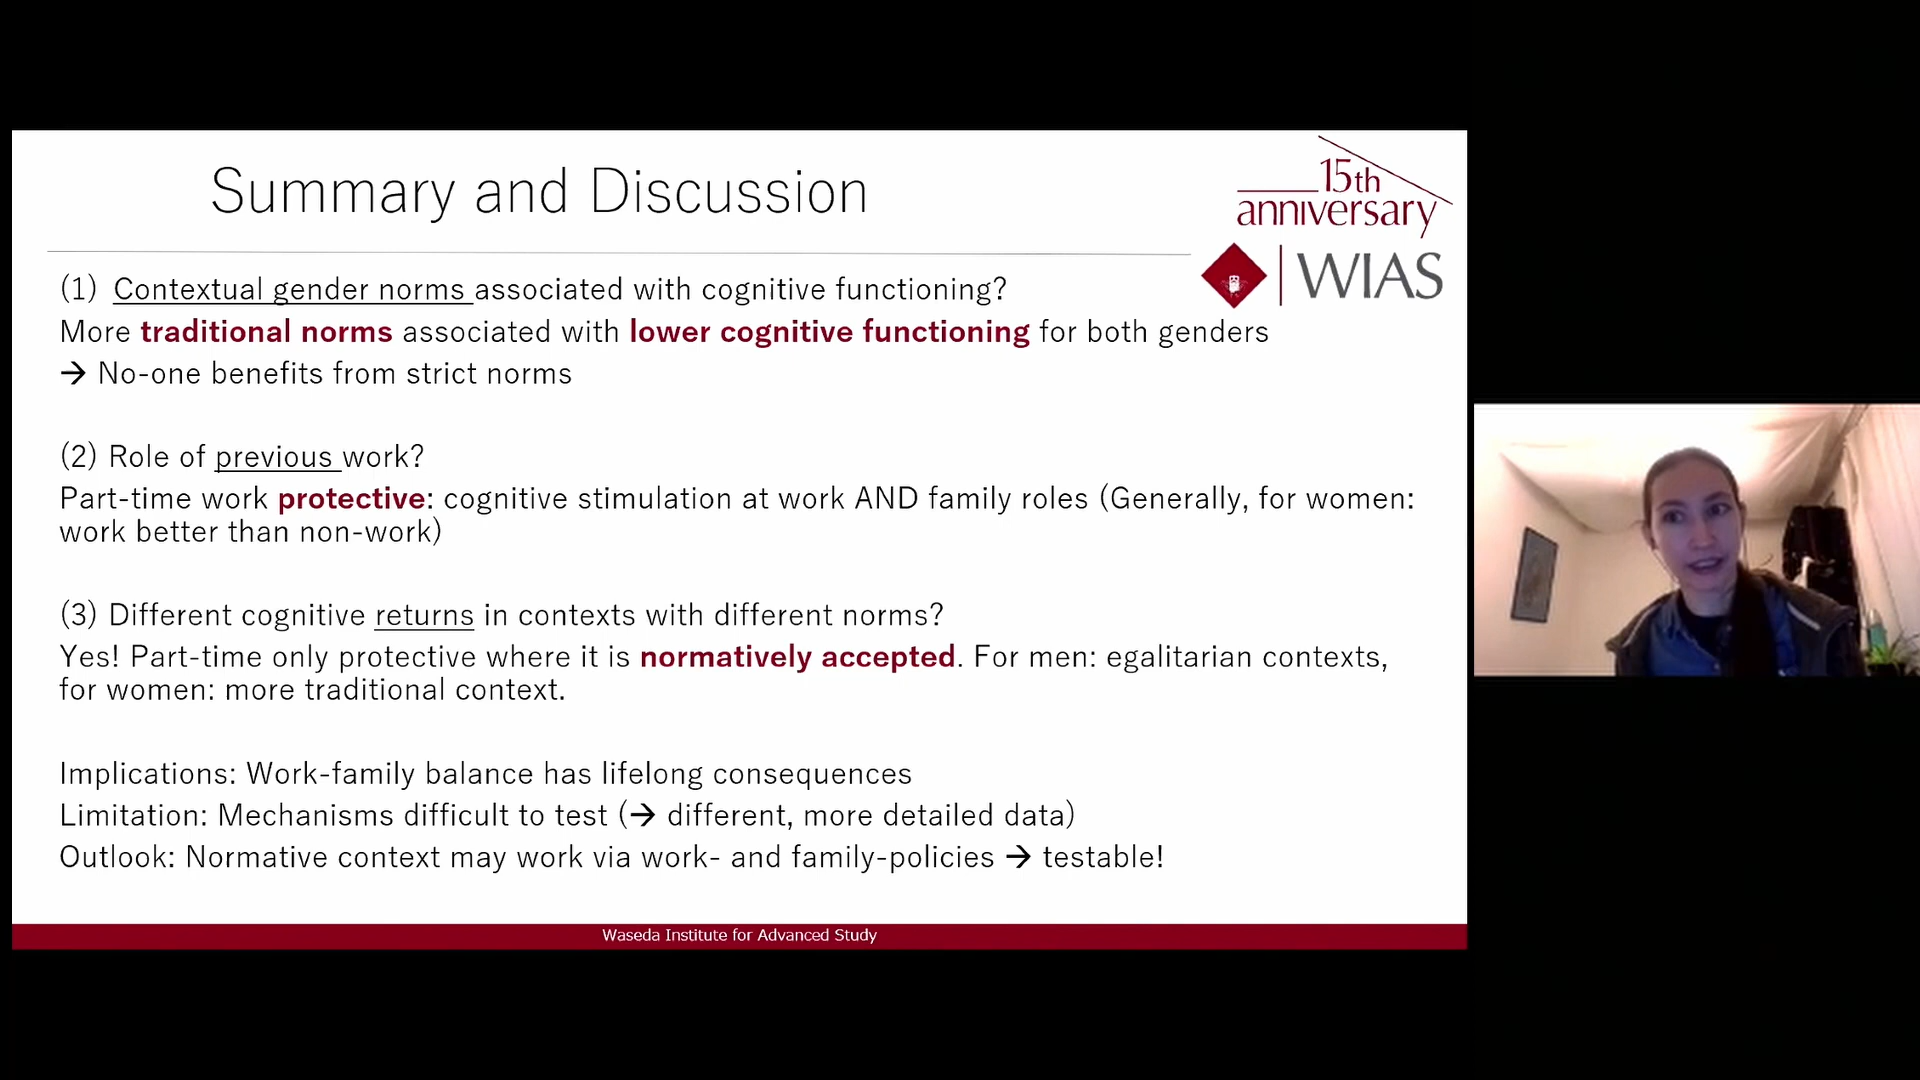 Summary and Discussion
15th
anniversary
WIAS
(1) Contextual gender norms associated with cognitive functioning?
More traditional norms associated with lower cognitive functioning for both genders
→ No-one benefits from strict norms
(2) Role of previous work?
Part-time work protective: cognitive stimulation at work AND family roles (Generally, for women:
work better than non-work)
(3) Different cognitive returns in contexts with different norms?
Yes! Part-time only protective where it is normatively accepted. For men: egalitarian contexts,
for women: more traditional context.
Implications: Work-family balance has lifelong consequences
Limitation: Mechanisms difficult to test (→ different, more detailed data)
Outlook: Normative context may work via work- and family-policies → testable!
Waseda Institute for Advanced Study